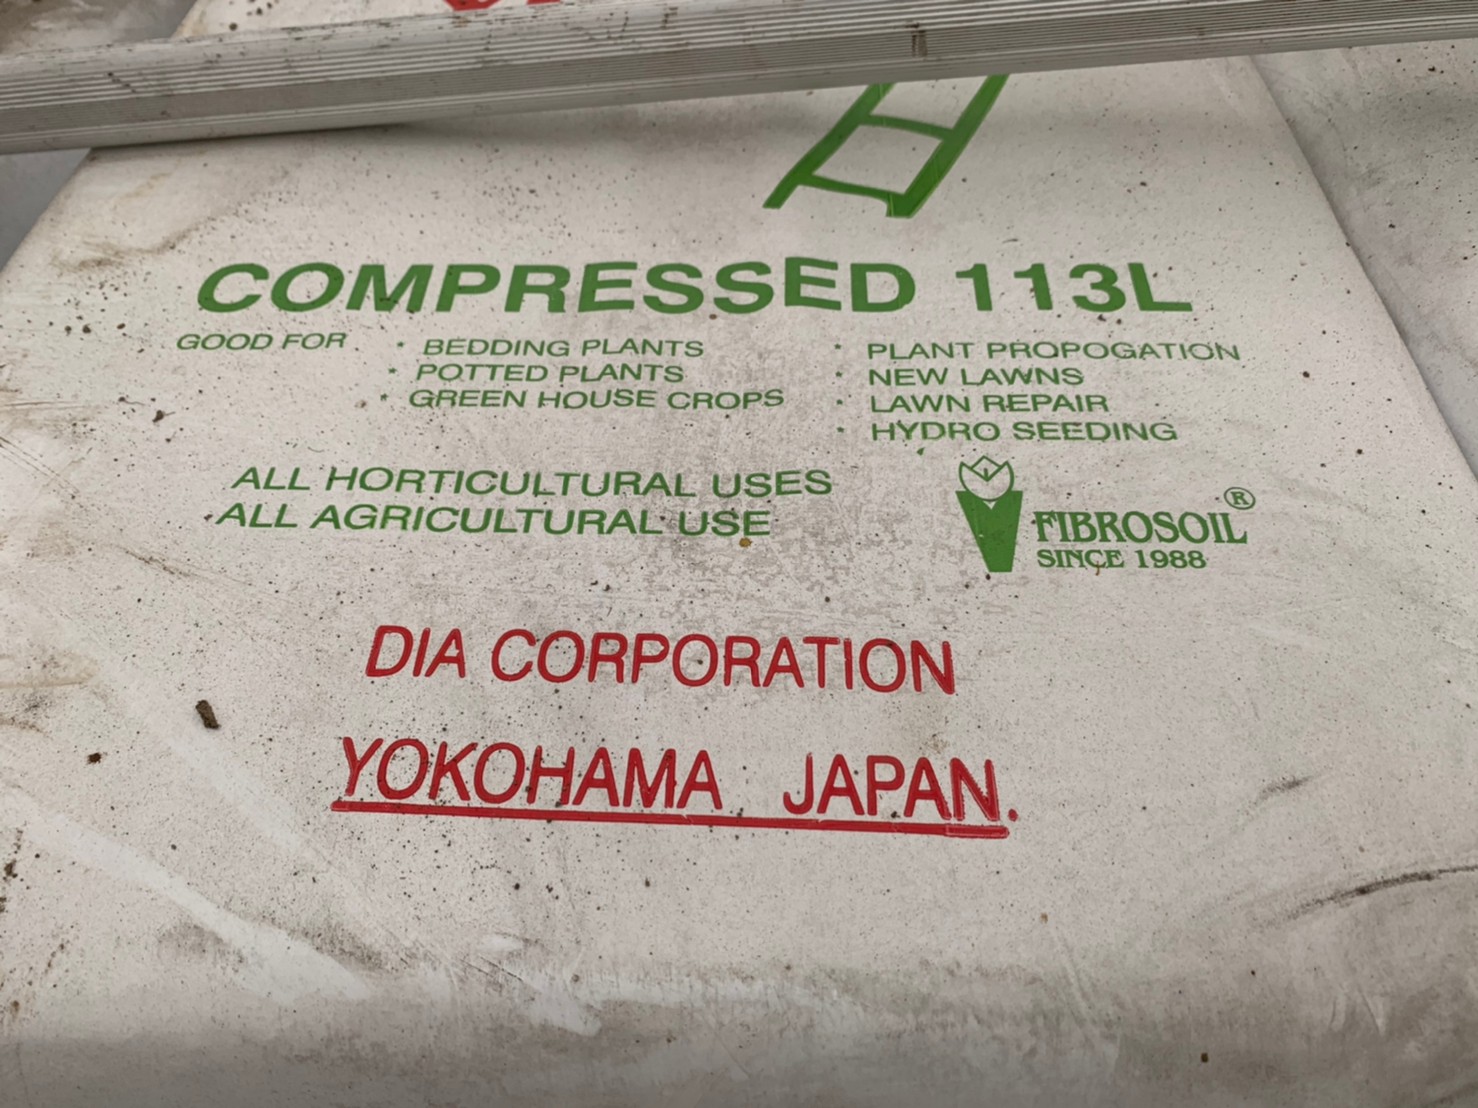 COMPRESSED 113L
GOOD FOR
* BEDDING PLANTS
* POTTED PLANTS
* GREEN HOUSE CROPS
* PLANT PROPOGATION
* NEW LAWNS
* LAWN REPAIR
* HYDRO SEEDING
ALL HORTICULTURAL USES
ALL AGRICULTURAL USE
FIBROSOIL®
SINCE 1988
DIA CORPORATION
YOKOHAMA JAPAN.